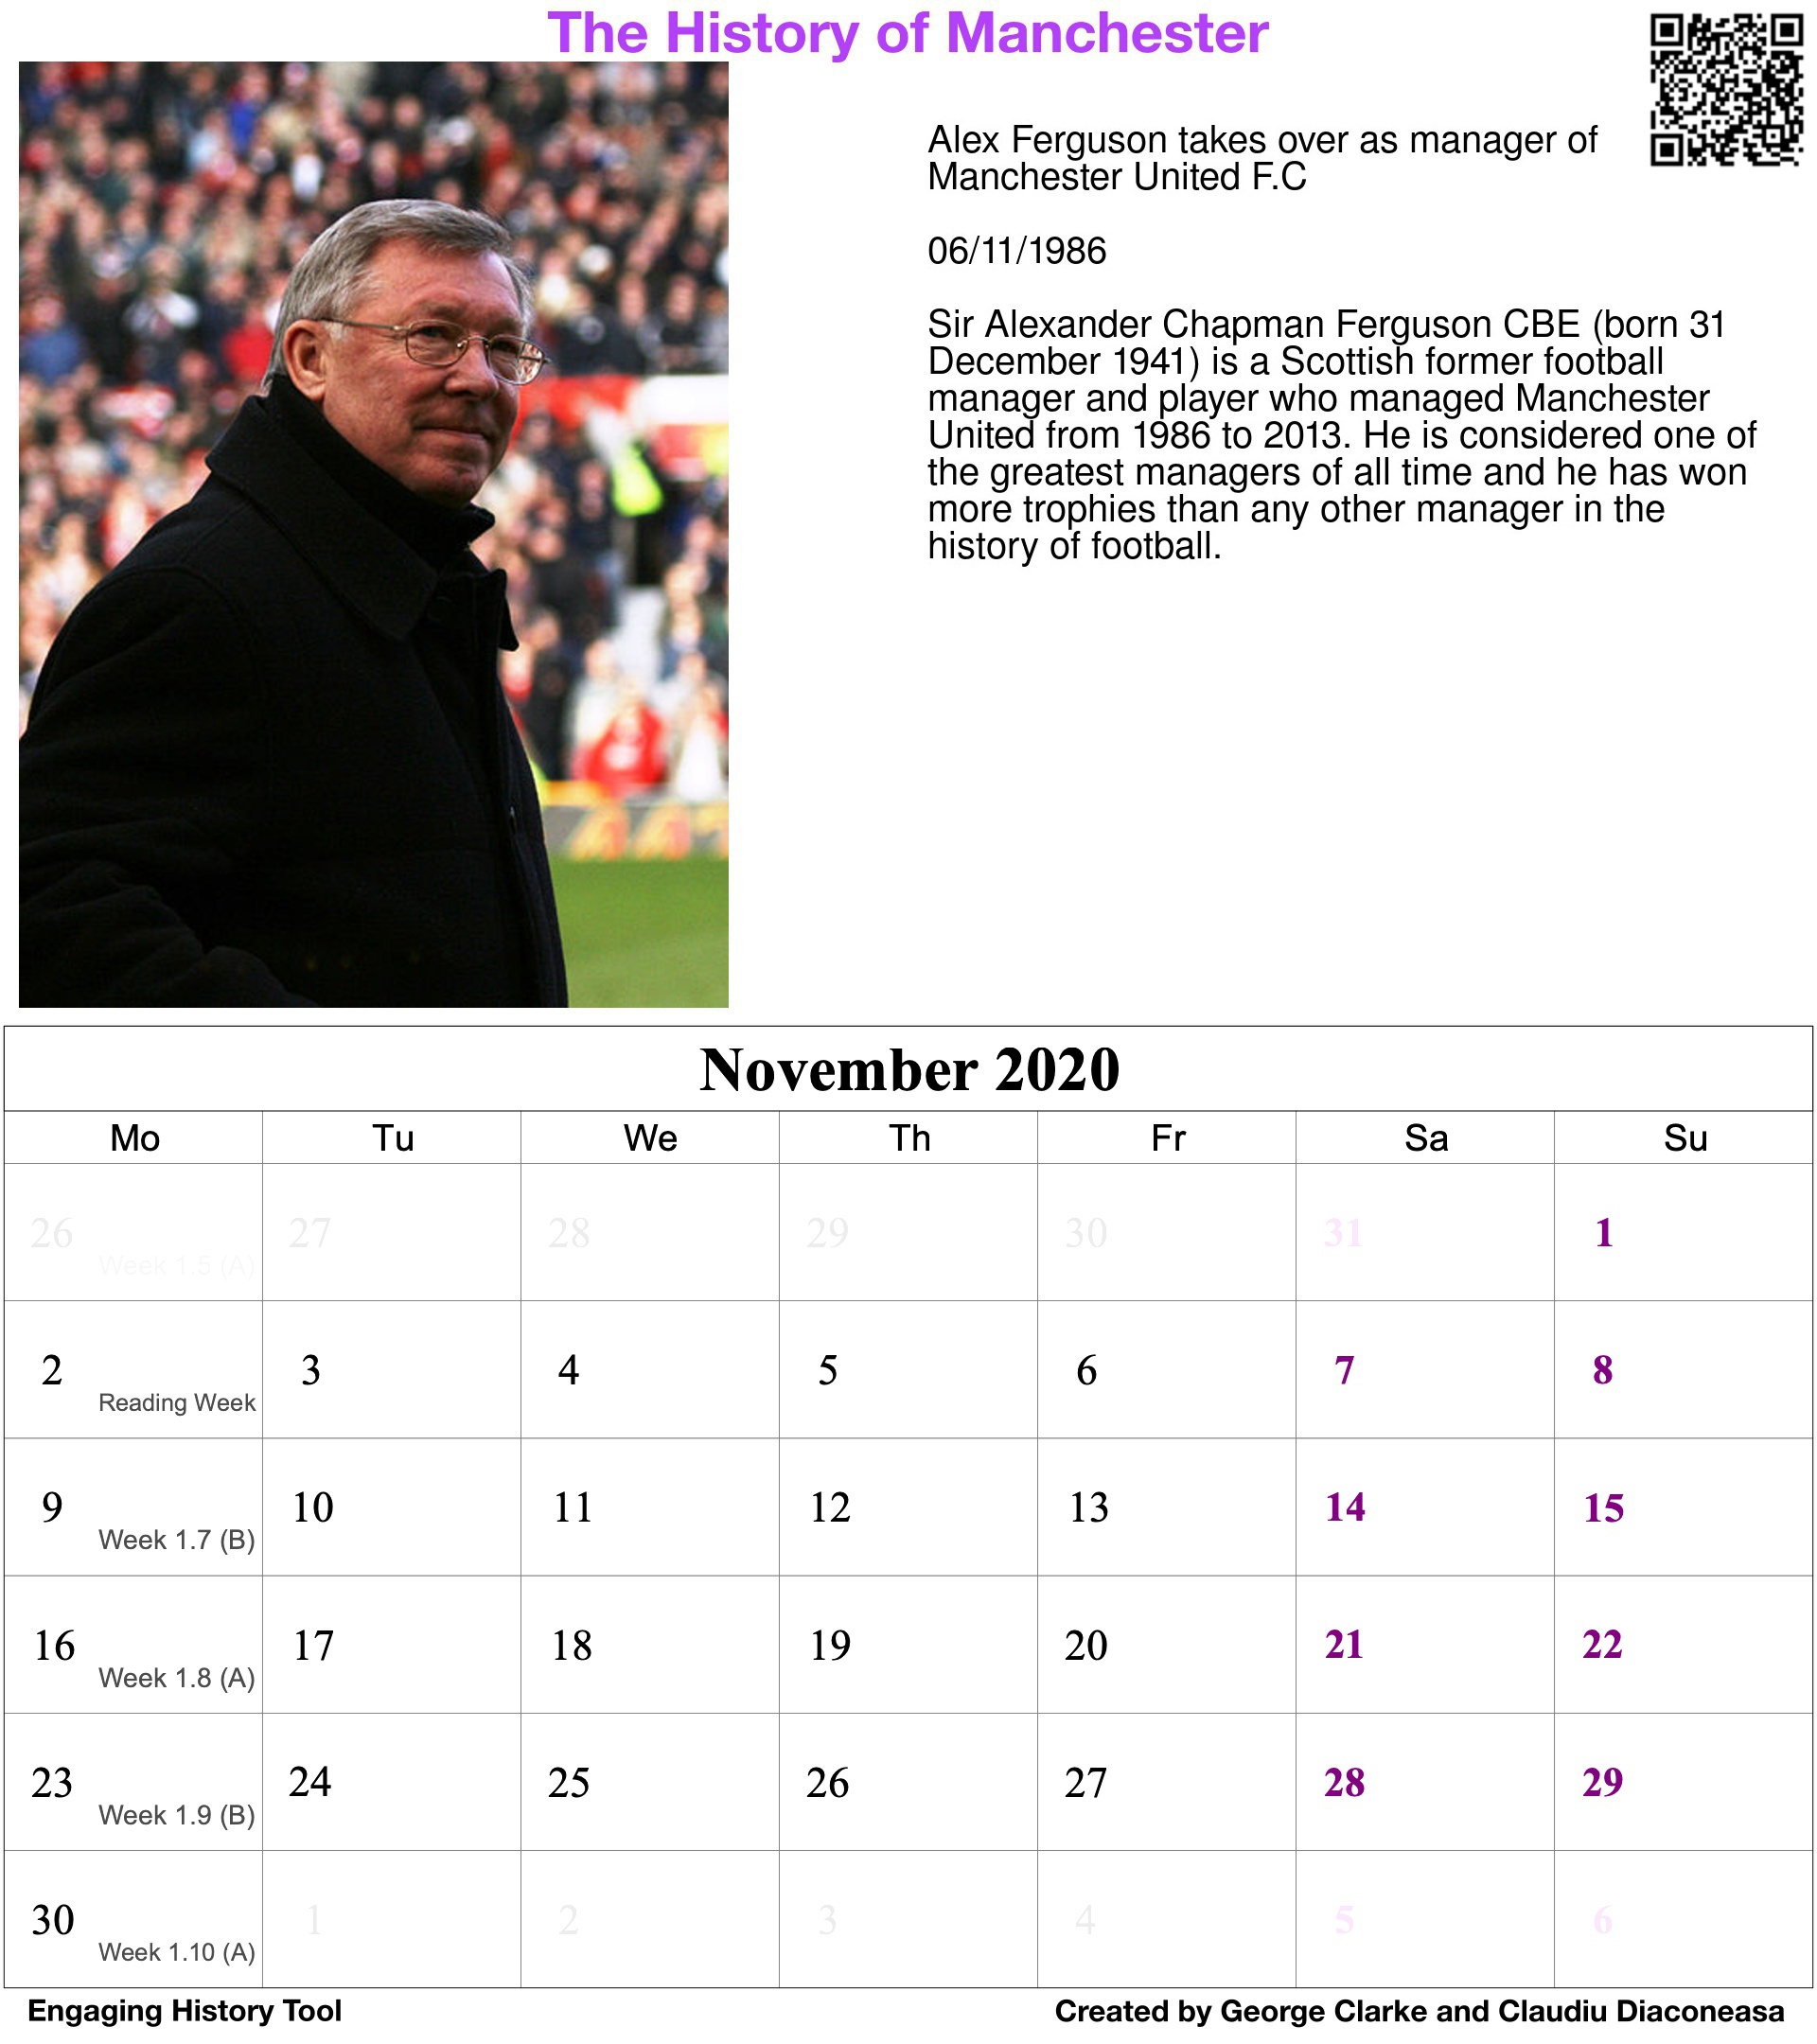 The History of Manchester
Alex Ferguson takes over as manager of
Manchester United F.C
06/11/1986
Sir Alexander Chapman Ferguson CBE (born 31
December 1941) is a Scottish former football
manager and player who managed Manchester
United from 1986 to 2013. He is considered one of
the greatest managers of all time and he has won
more trophies than any other manager in the
history of football.
November 2020
Mo Tu We Th Fr Sa Su
26 27 28 29 30 31 1
Week 1.5 (A)
2 3 4 5 6 7 8
Reading Week
9 10 11 12 13 14 15
Week 1.7 (B)
16 17 18 19 20 21 22
Week 1.8 (A)
23 24 25 26 27 28 29
Week 1.9 (B)
30 1 2 3 4 5 6
Week 1.10 (A)
Engaging History Tool Created by George Clarke and Claudiu Diaconeasa